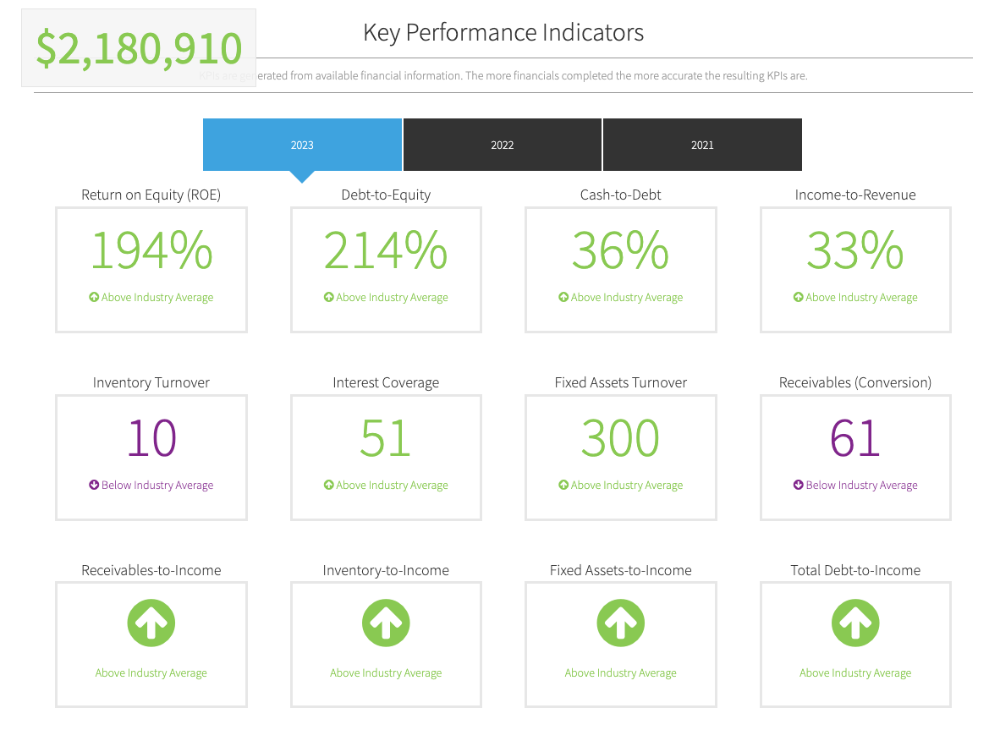 $2,180,910
Key Performance Indicators
KPIs are generated from available financial information. The more financials completed the more accurate the resulting KPIs are.
2023 2022 2021
Return on Equity (ROE) Debt-to-Equity Cash-to-Debt Income-to-Revenue
194% 214% 36% 33%
Above Industry Average Above Industry Average Above Industry Average Above Industry Average
Inventory Turnover Interest Coverage Fixed Assets Turnover Receivables (Conversion)
10 51 300 61
Below Industry Average Above Industry Average Above Industry Average Below Industry Average
Receivables-to-Income Inventory-to-Income Fixed Assets-to-Income Total Debt-to-Income
Above Industry Average Above Industry Average Above Industry Average Above Industry Average